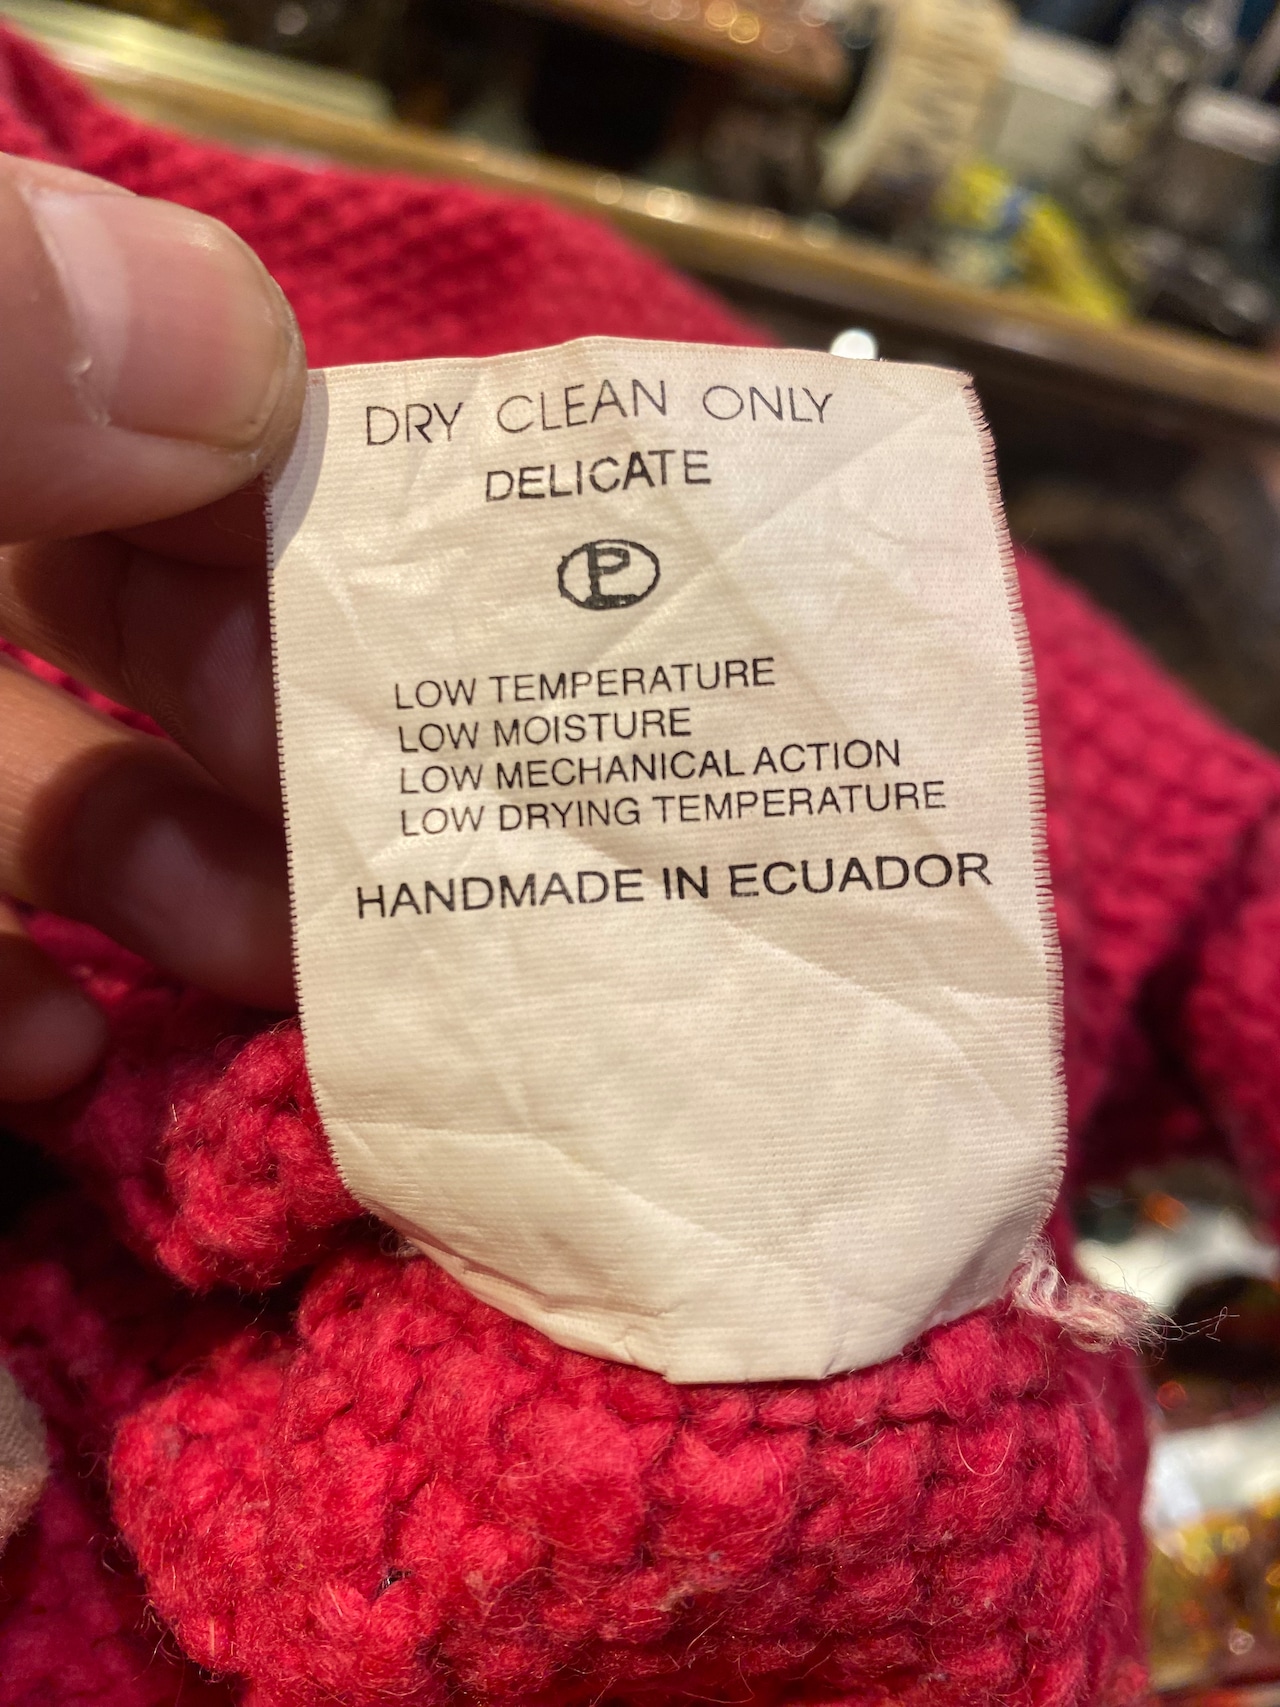 DRY CLEAN ONLY
DELICATE
P
LOW TEMPERATURE
LOW MOISTURE
LOW MECHANICAL ACTION
LOW DRYING TEMPERATURE
HANDMADE IN ECUADOR